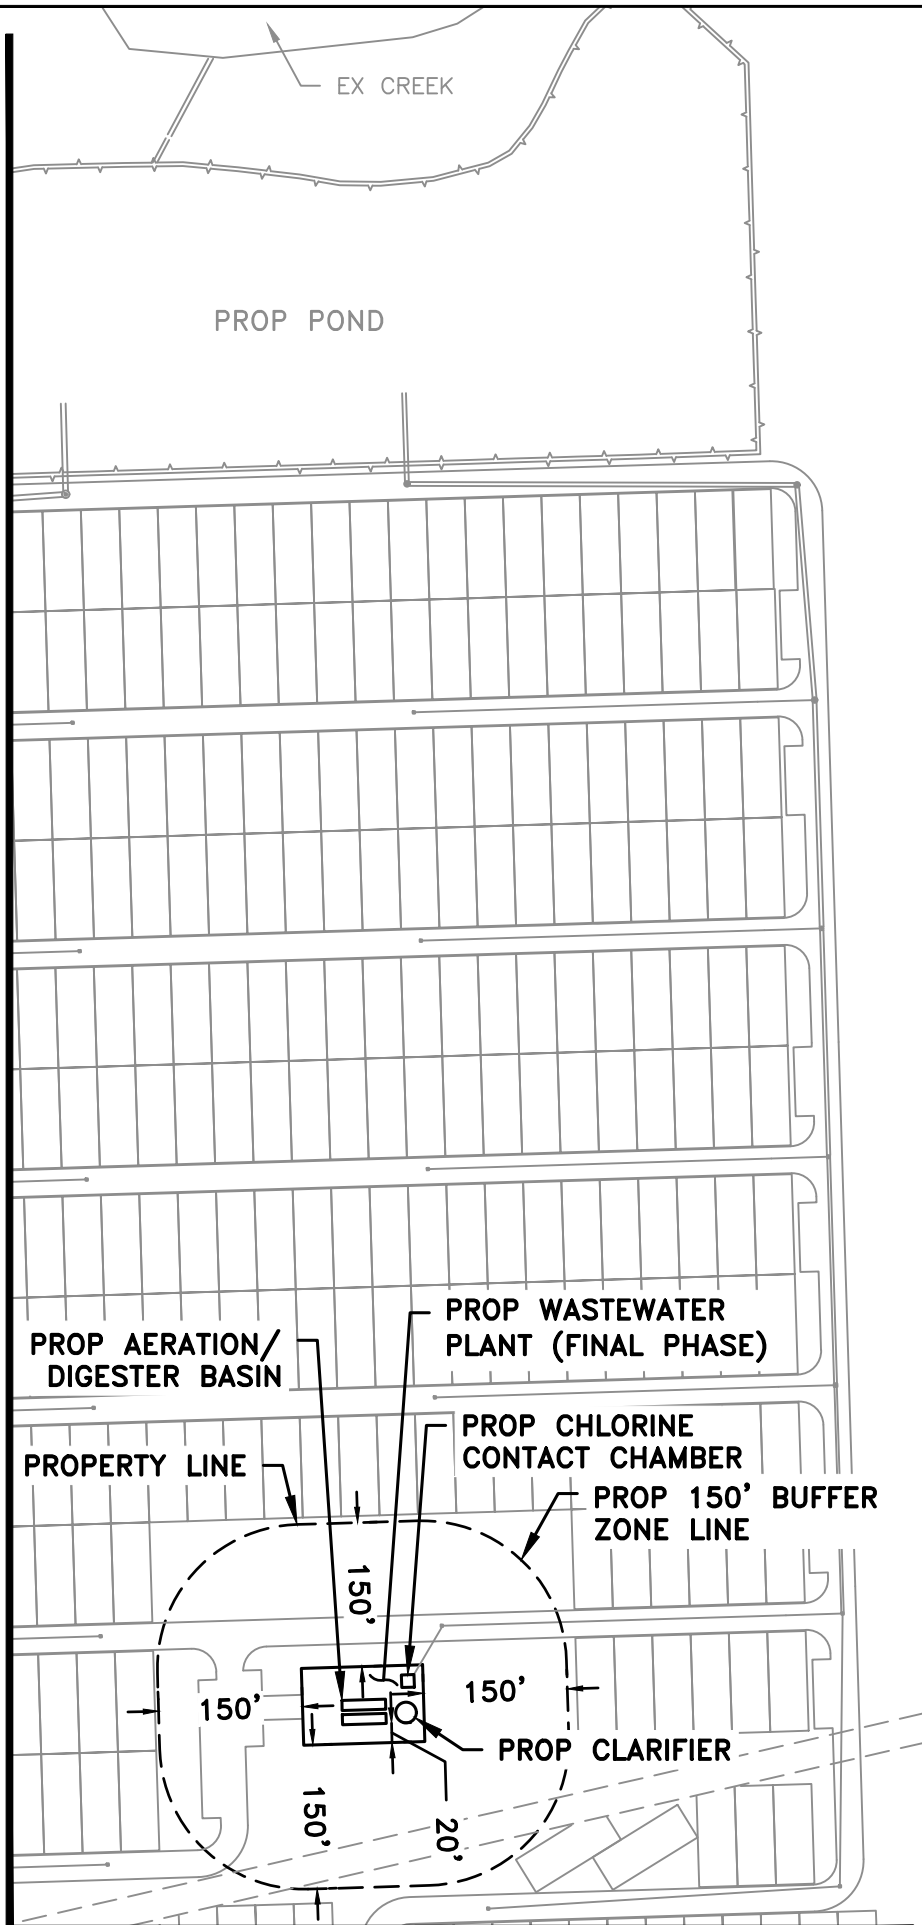 EX CREEK
PROP POND
PROP WASTEWATER
PLANT (FINAL PHASE)
PROP AERATION/
DIGESTER BASIN
PROP CHLORINE
CONTACT CHAMBER
PROPERTY LINE
PROP 150' BUFFER
ZONE LINE
150'
150'
150'
PROP CLARIFIER
150'
20'